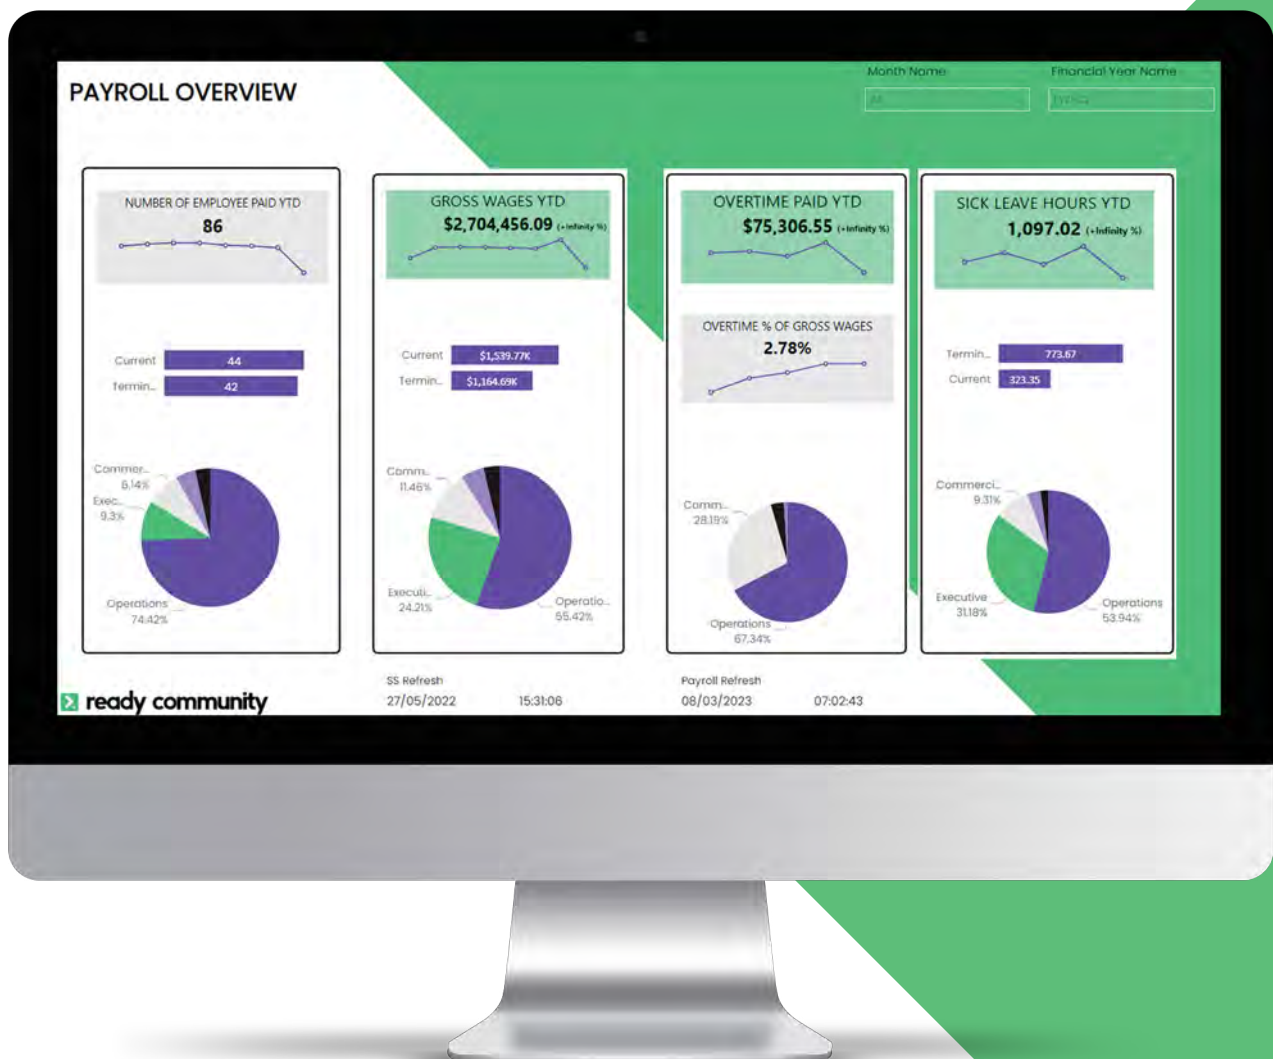 PAYROLL OVERVIEW
Month Name
Financial Year Name
All
NUMBER OF EMPLOYEE PAID YTD
86
Current 44
Termin... 42
Commer...
6.14%
Exec...
9.3%
Operations
74.42%
GROSS WAGES YTD
$2,704,456.09 (+Infinity %)
Current $1,539.77K
Termin... $1,164.69K
Comm...
11.46%
Executi...
24.21%
Operatio...
55.42%
OVERTIME PAID YTD
$75,306.55 (+Infinity %)
OVERTIME % OF GROSS WAGES
2.78%
Comm...
28.19%
Operations
67.34%
SICK LEAVE HOURS YTD
1,097.02 (+Infinity %)
Termin... 773.67
Current 323.35
Commerci...
9.31%
Executive
31.18%
Operations
53.94%
ready community
SS Refresh
27/05/2022 15:31:06
Payroll Refresh
08/03/2023 07:02:43